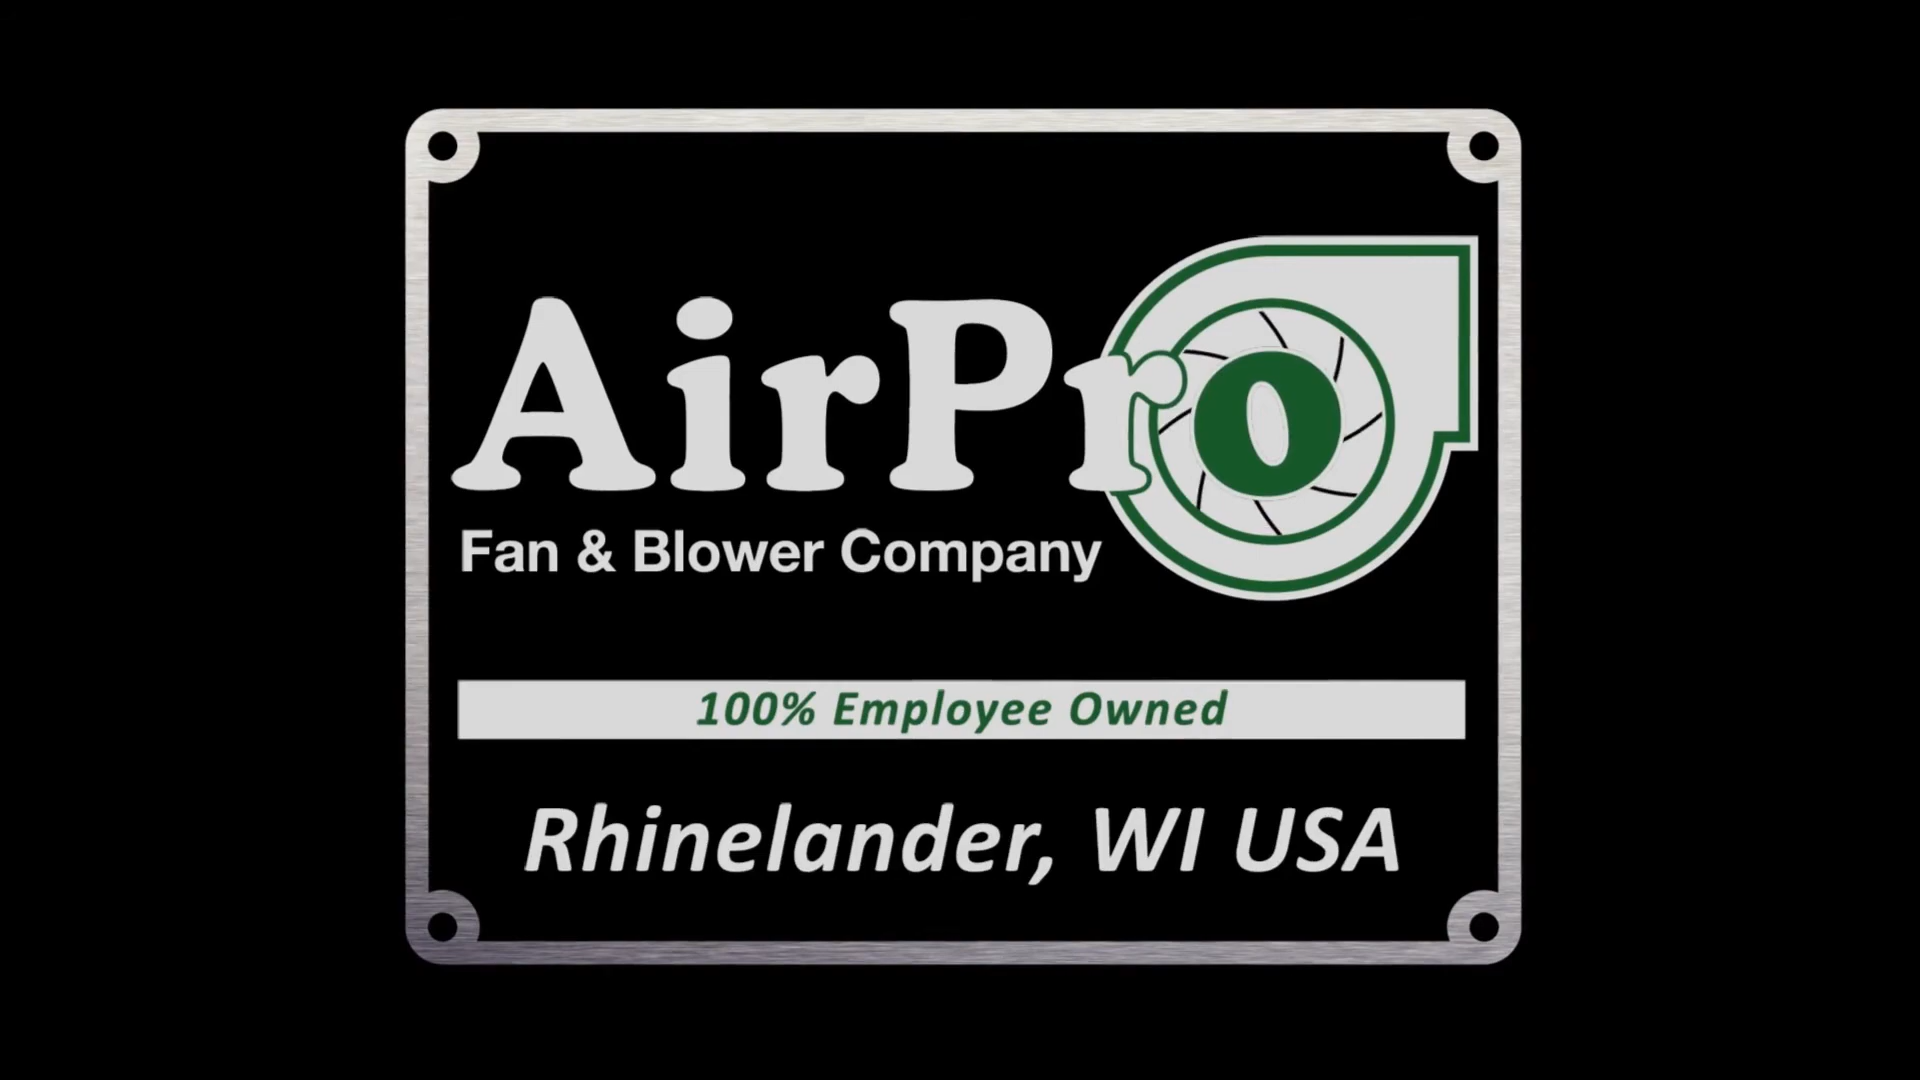 AirPro
Fan & Blower Company
100% Employee Owned
Rhinelander, WI USA